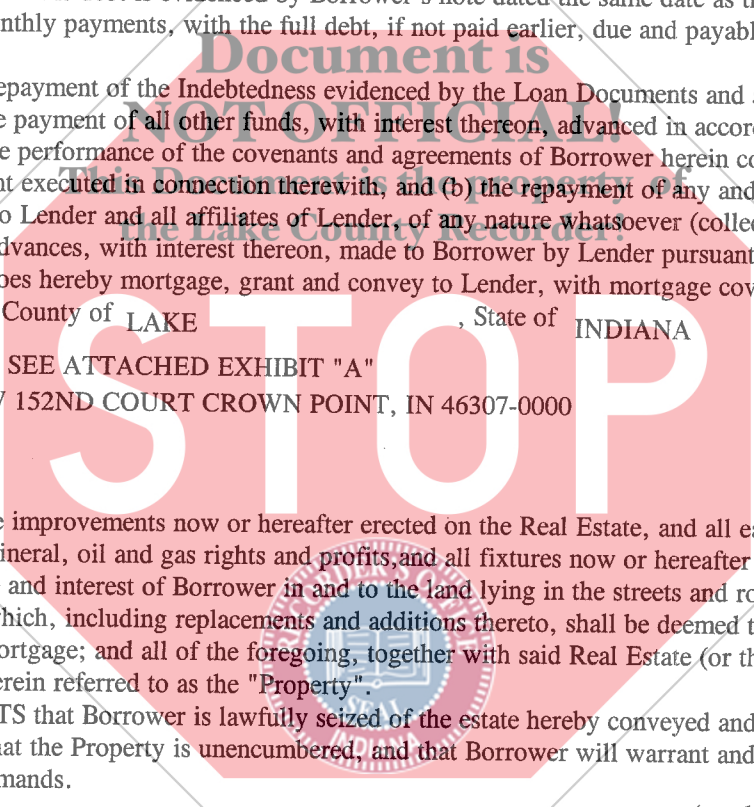 onthly payments, with the full debt, if not paid earlier, due and payabl
Document is
epayment of the Indebtedness evidenced by the Loan Documents and
NOT OFFICIAL!
e payment of all other funds, with interest thereon, advanced in accor
e performance of the covenants and agreements of Borrower herein co
This Document is the property of
nt executed in connection therewith, and (b) the repayment of any and
o Lender and all affiliates of Lender, of any nature whatsoever (collec
the Lake County Recorder!
dvances, with interest thereon, made to Borrower by Lender pursuant
oes hereby mortgage, grant and convey to Lender, with mortgage cov
County of LAKE , State of INDIANA
SEE ATTACHED EXHIBIT "A"
152ND COURT CROWN POINT, IN 46307-0000
STOP
e improvements now or hereafter erected on the Real Estate, and all ea
ineral, oil and gas rights and profits,and all fixtures now or hereafter
and interest of Borrower in and to the land lying in the streets and ro
hich, including replacements and additions thereto, shall be deemed t
ortgage; and all of the foregoing, together with said Real Estate (or th
erein referred to as the "Property".
TS that Borrower is lawfully seized of the estate hereby conveyed and
at the Property is unencumbered, and that Borrower will warrant and
mands.
RECORDER'S OFFICE
SEAL
INDIANA